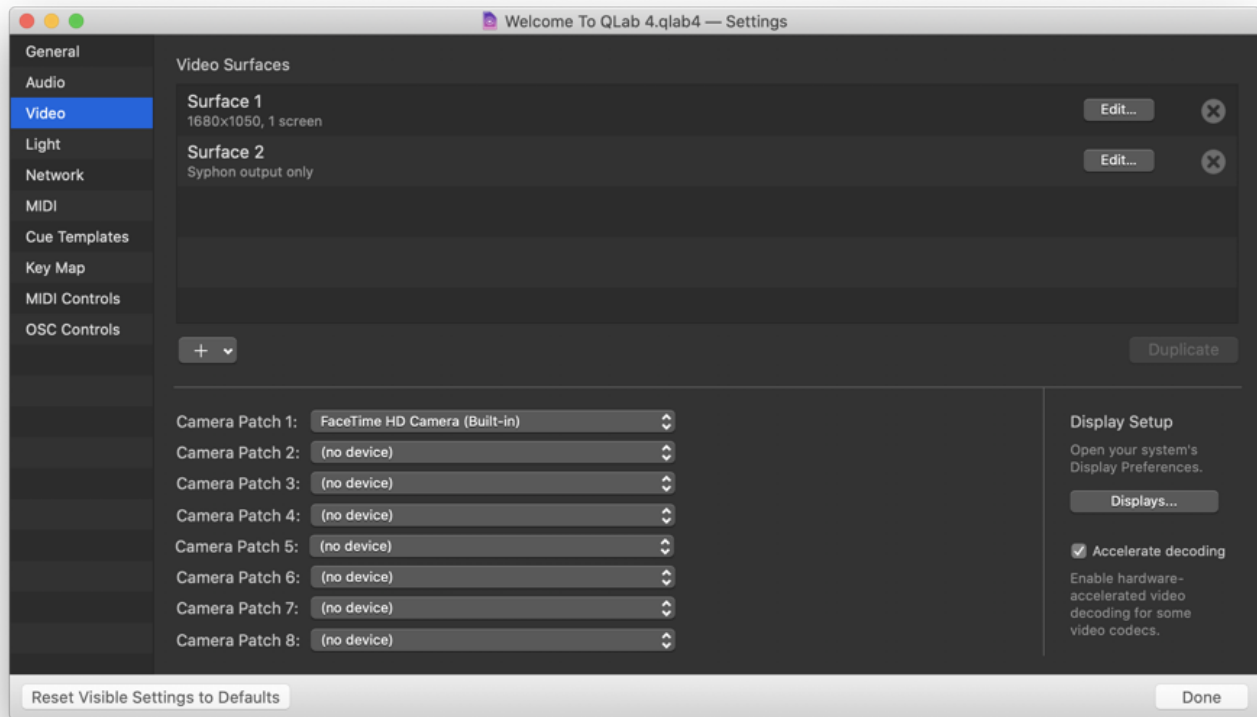 Welcome To QLab 4.qlab4 — Settings
General
Audio
Video
Light
Network
MIDI
Cue Templates
Key Map
MIDI Controls
OSC Controls
Video Surfaces
Surface 1
1680x1050, 1 screen
Edit...
Surface 2
Syphon output only
Edit...
+
Duplicate
Camera Patch 1: FaceTime HD Camera (Built-in)
Camera Patch 2: (no device)
Camera Patch 3: (no device)
Camera Patch 4: (no device)
Camera Patch 5: (no device)
Camera Patch 6: (no device)
Camera Patch 7: (no device)
Camera Patch 8: (no device)
Display Setup
Open your system's
Display Preferences.
Displays...
Accelerate decoding
Enable hardware-
accelerated video
decoding for some
video codecs.
Reset Visible Settings to Defaults
Done